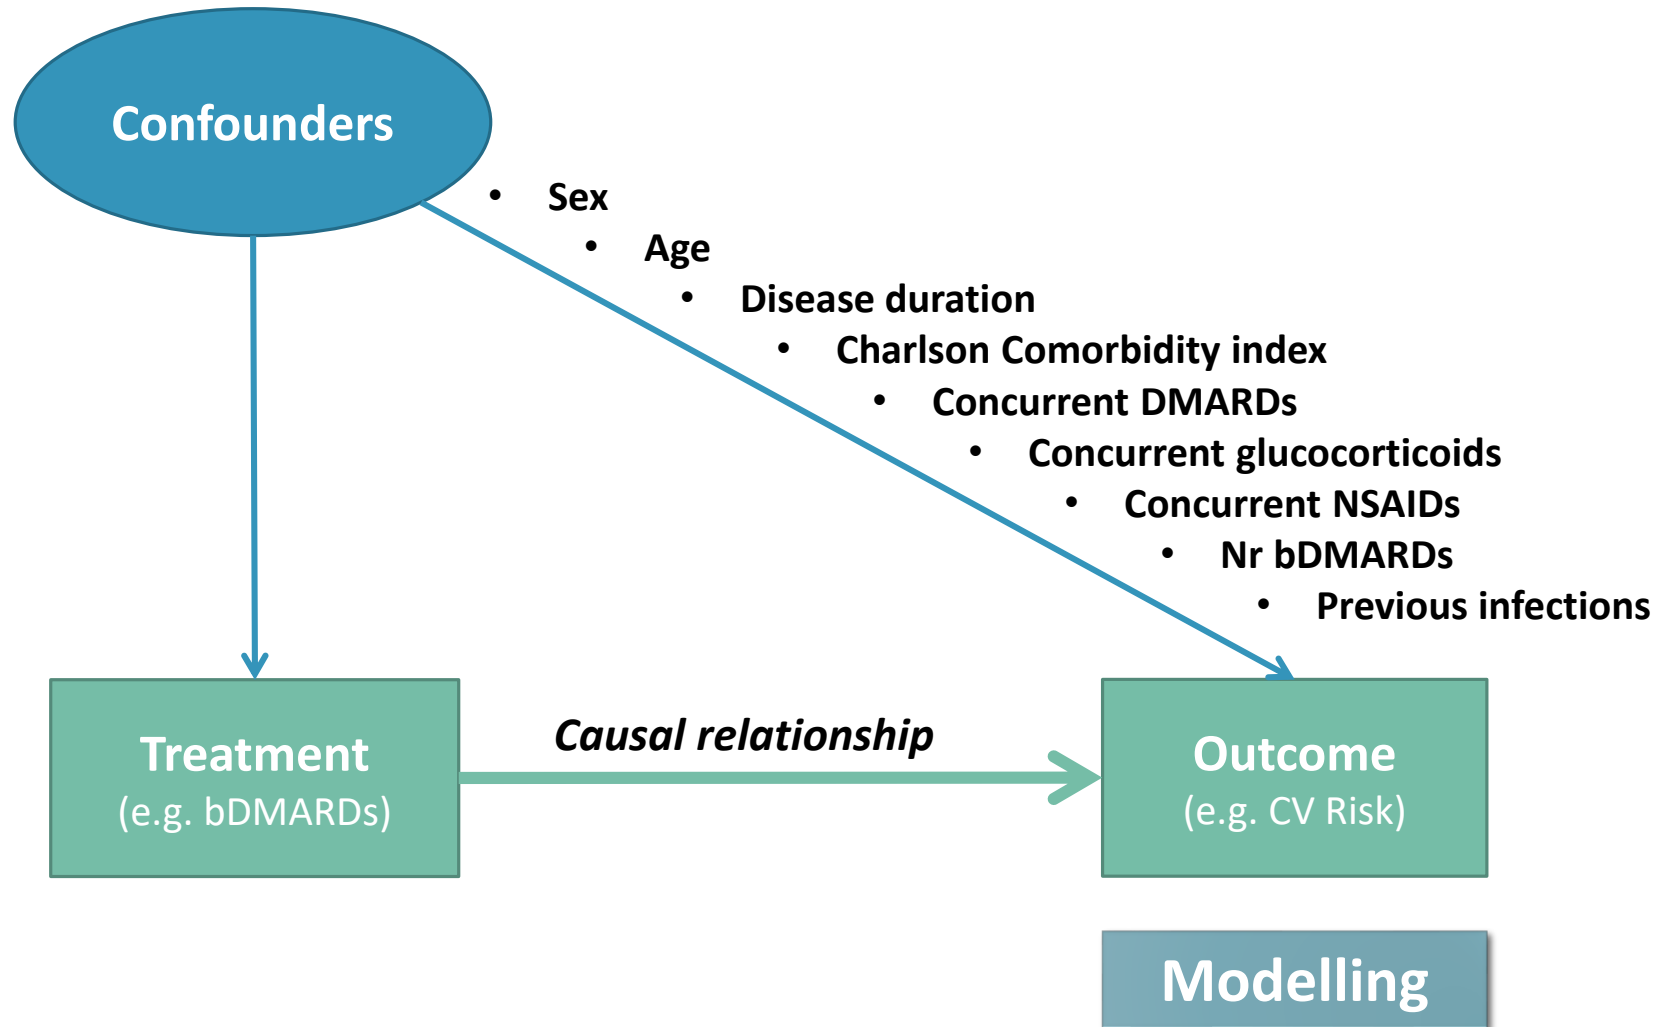 Confounders
• Sex
• Age
• Disease duration
• Charlson Comorbidity index
• Concurrent DMARDs
• Concurrent glucocorticoids
• Concurrent NSAIDs
• Nr bDMARDs
• Previous infections
Causal relationship
Treatment
(e.g. bDMARDs)
Outcome
(e.g. CV Risk)
Modelling